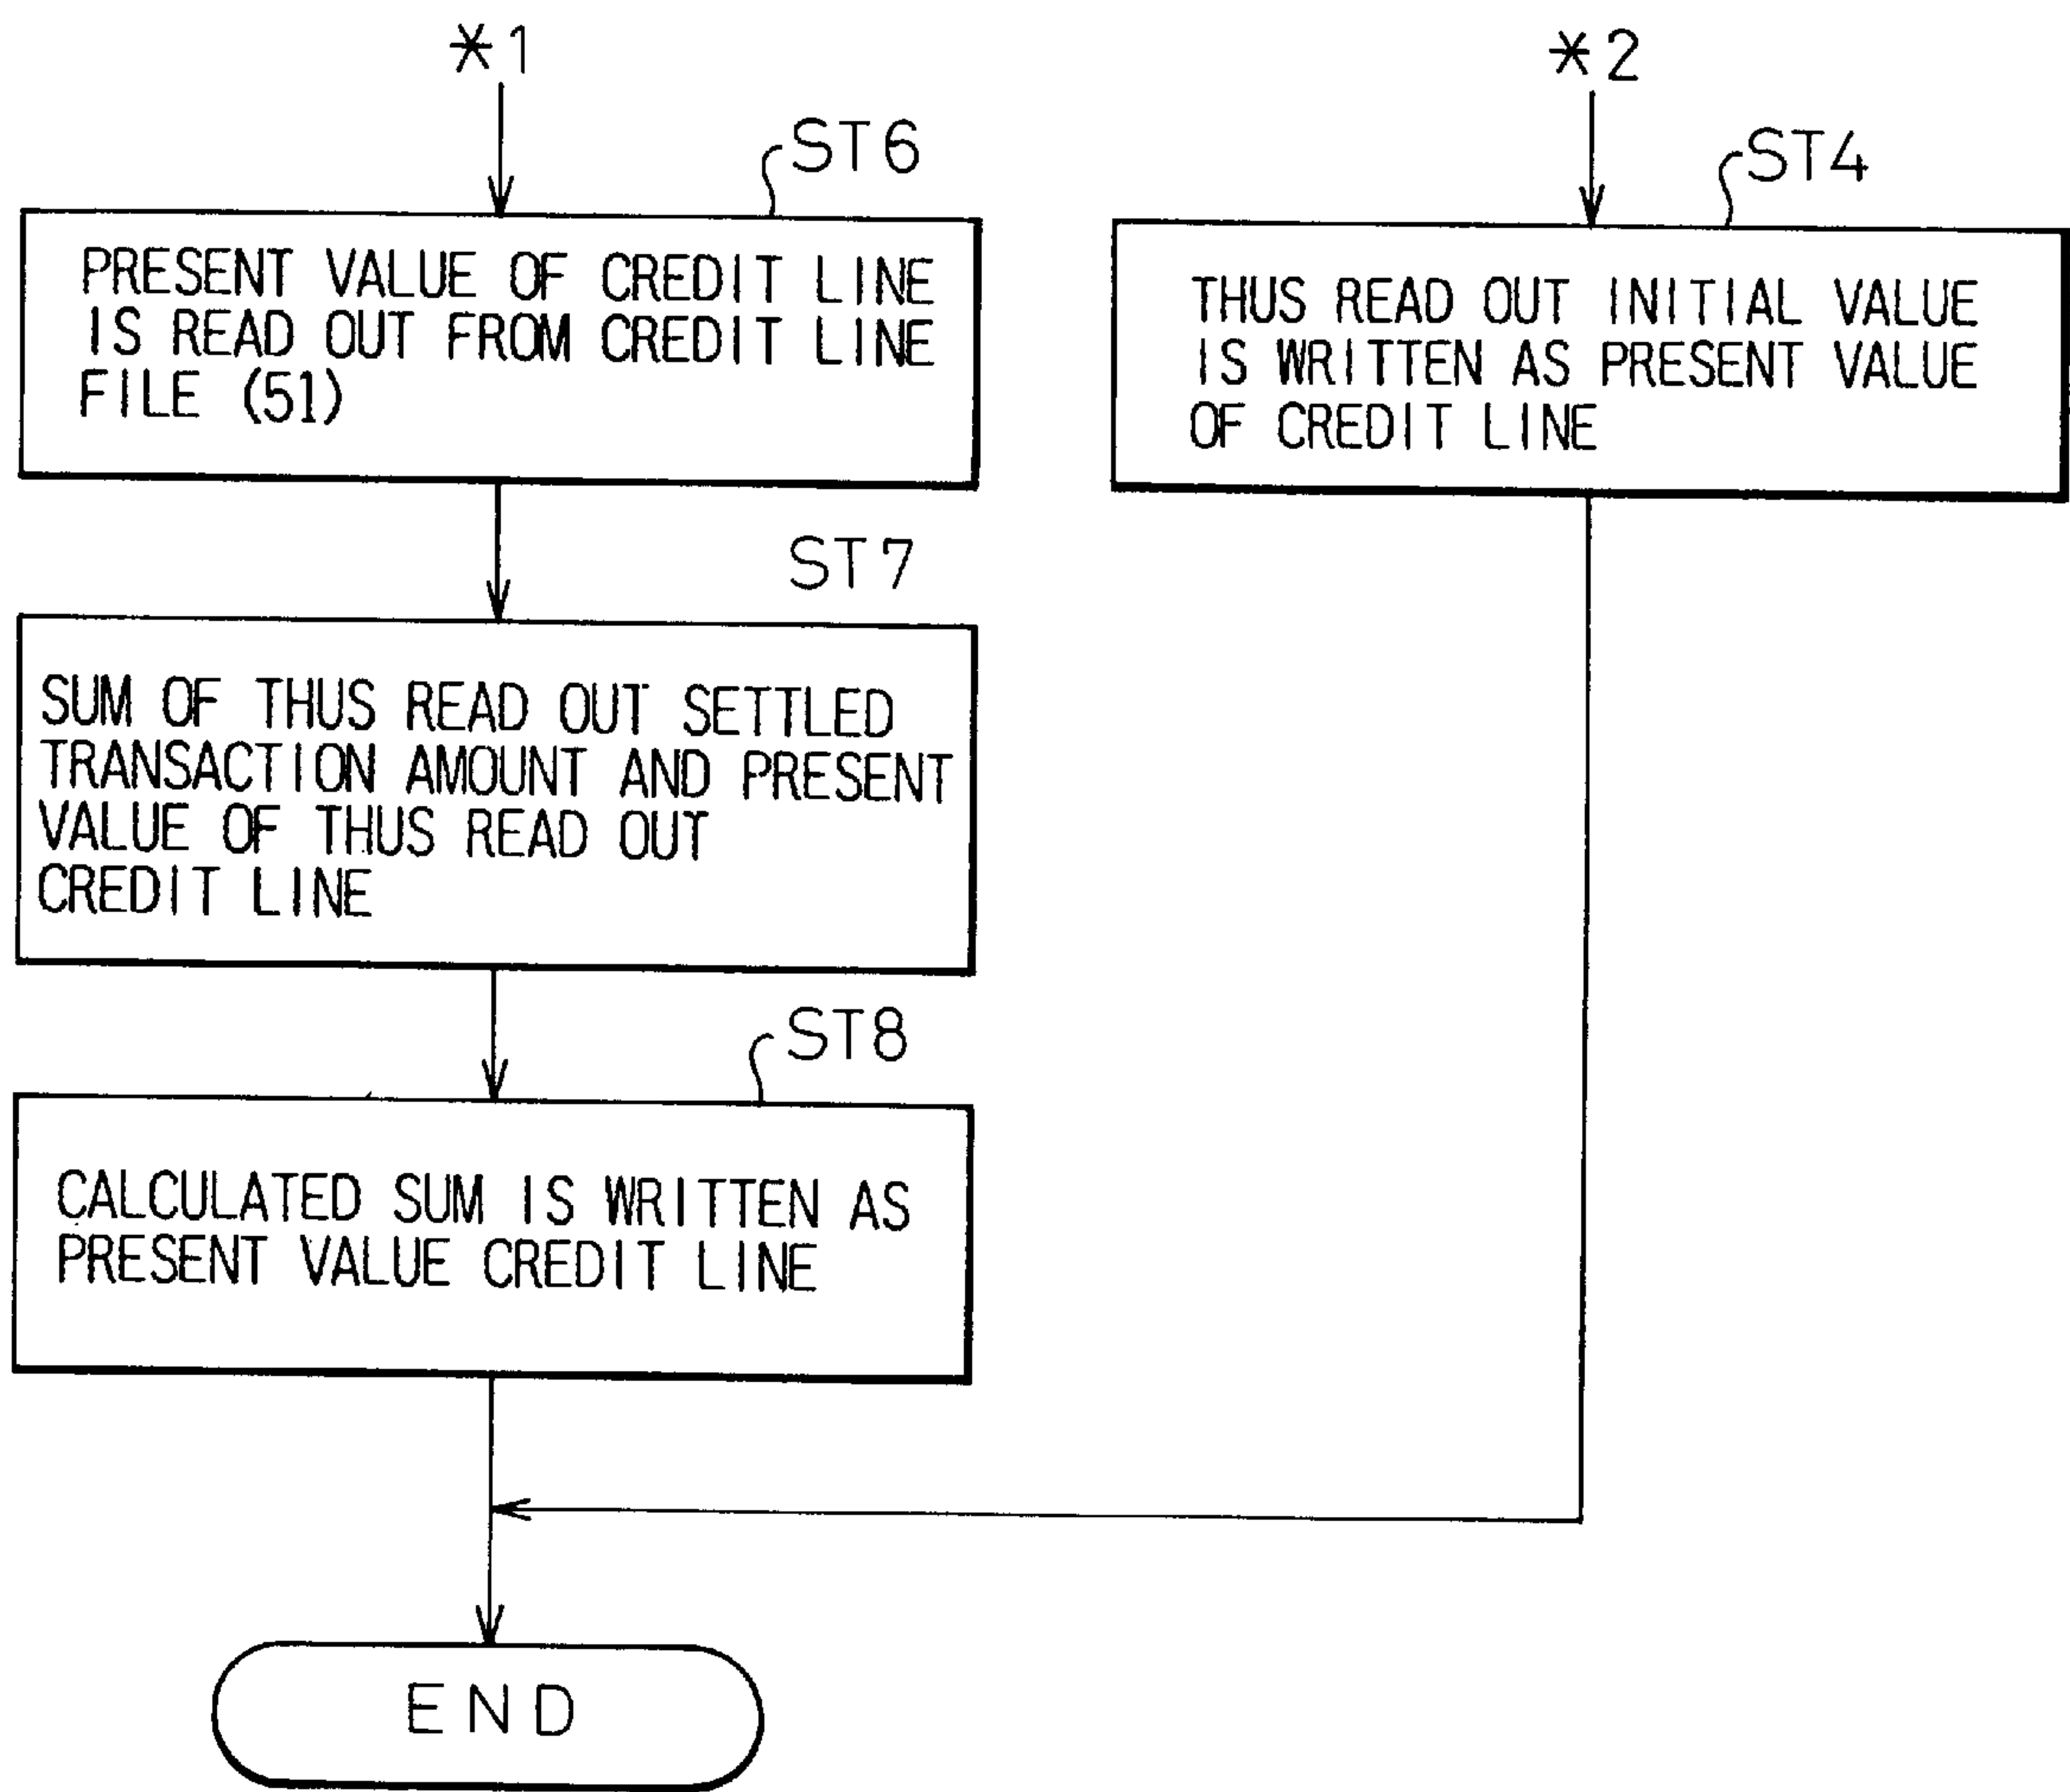 *1
ST6
PRESENT VALUE OF CREDIT LINE
IS READ OUT FROM CREDIT LINE
FILE (51)
ST7
SUM OF THUS READ OUT SETTLED
TRANSACTION AMOUNT AND PRESENT
VALUE OF THUS READ OUT
CREDIT LINE
ST8
CALCULATED SUM IS WRITTEN AS
PRESENT VALUE CREDIT LINE
*2
ST4
THUS READ OUT INITIAL VALUE
IS WRITTEN AS PRESENT VALUE
OF CREDIT LINE
END